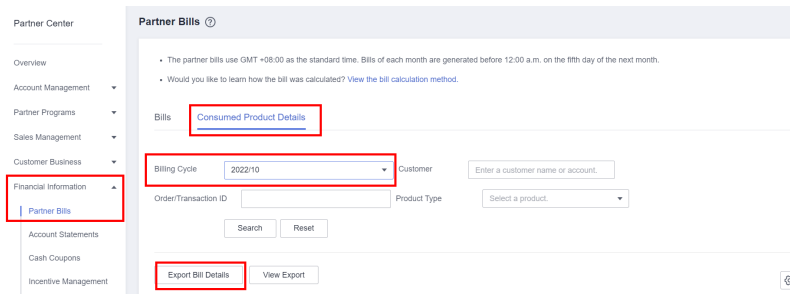 Partner Center
Overview
Account Management
Partner Programs
Sales Management
Customer Business
Financial Information
Partner Bills
Account Statements
Cash Coupons
Incentive Management
Partner Bills ?
• The partner bills use GMT +08:00 as the standard time. Bills of each month are generated before 12:00 a.m. on the fifth day of the next month.
• Would you like to learn how the bill was calculated? View the bill calculation method.
Bills Consumed Product Details
Billing Cycle 2022/10 Customer Enter a customer name or account.
Order/Transaction ID Product Type Select a product.
Search Reset
Export Bill Details View Export